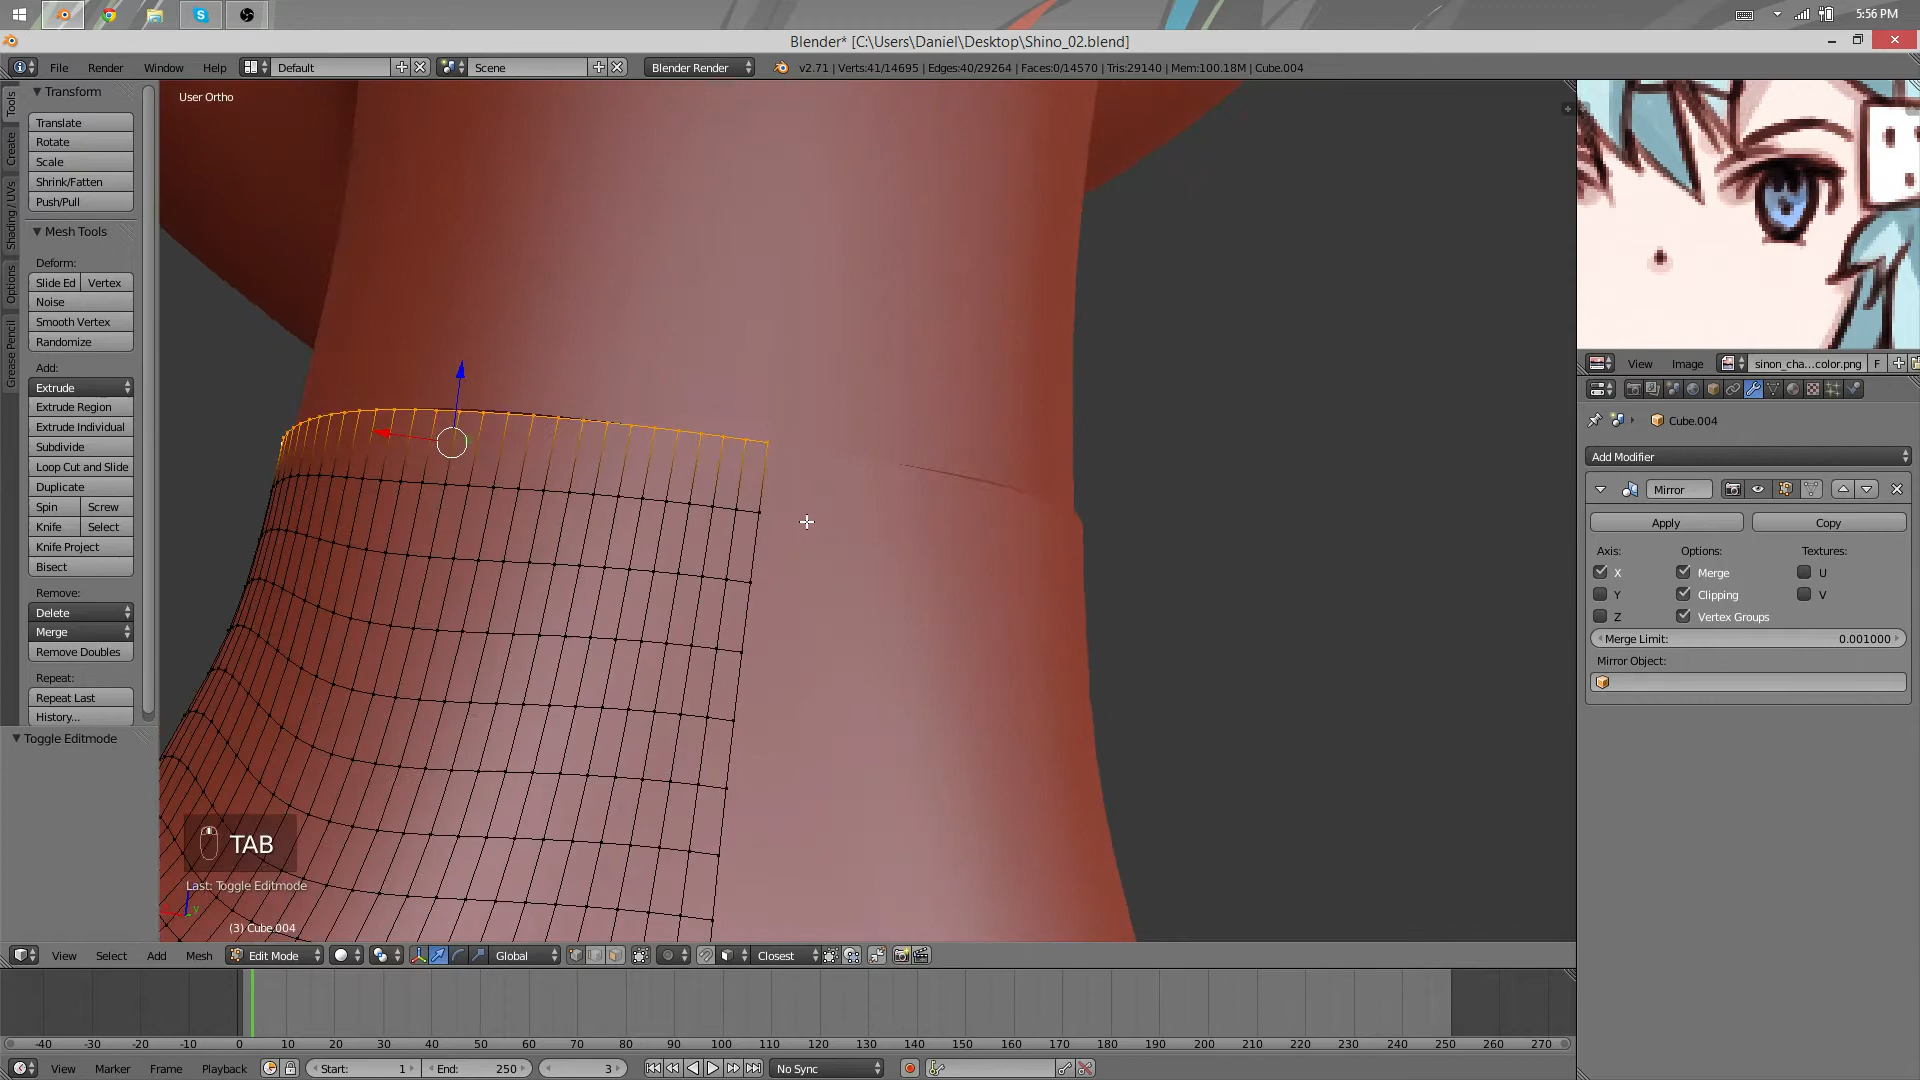 5:56 PM
Blender* [C:\Users\Daniel\Desktop\Shino_02.blend]
File Render Window Help Default Scene Blender Render v2.71 | Verts:41/14695 | Edges:40/29264 | Faces:0/14570 | Tris:29140 | Mem:100.18M | Cube.004
Tools
Create
Shading / UVs
Options
Grease Pencil
Transform
Translate
Rotate
Scale
Shrink/Fatten
Push/Pull
Mesh Tools
Deform:
Slide Ed Vertex
Noise
Smooth Vertex
Randomize
Add:
Extrude
Extrude Region
Extrude Individual
Subdivide
Loop Cut and Slide
Duplicate
Spin Screw
Knife Select
Knife Project
Bisect
Remove:
Delete
Merge
Remove Doubles
Repeat:
Repeat Last
History...
Toggle Editmode
User Ortho
TAB
Last: Toggle Editmode
(3) Cube.004
View Select Add Mesh Edit Mode Global Closest
View Image sinon_cha...color.png F
Cube.004
Add Modifier
Mirror
Apply Copy
Axis: Options: Textures:
X Merge U
Y Clipping V
Z Vertex Groups
Merge Limit: 0.001000
Mirror Object:
-40 -30 -20 -10 0 10 20 30 40 50 60 70 80 90 100 110 120 130 140 150 160 170 180 190 200 210 220 230 240 250 260 270
View Marker Frame Playback Start: 1 End: 250 3 No Sync